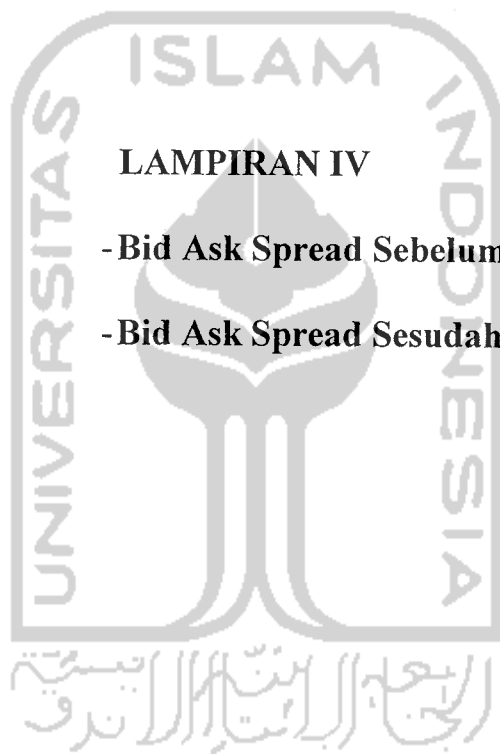 ISLAM
UNIVERSITAS
INDONESIA
LAMPIRAN IV
-Bid Ask Spread Sebelum
-Bid Ask Spread Sesudah